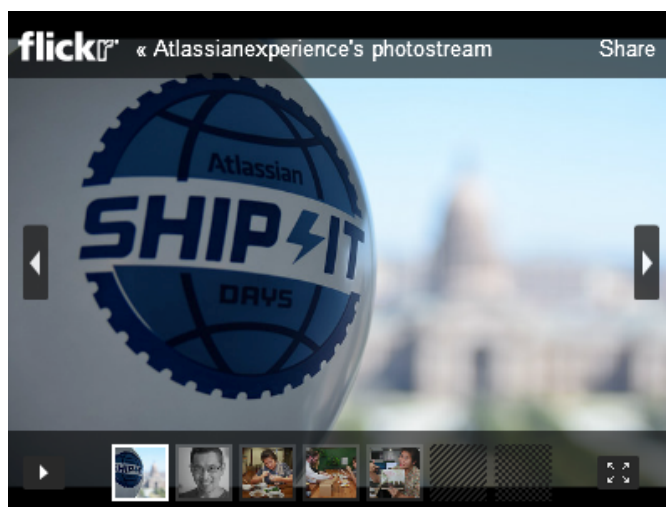 flickr
« Atlassianexperience's photostream
Share
Atlassian
SHIP IT
DAYS